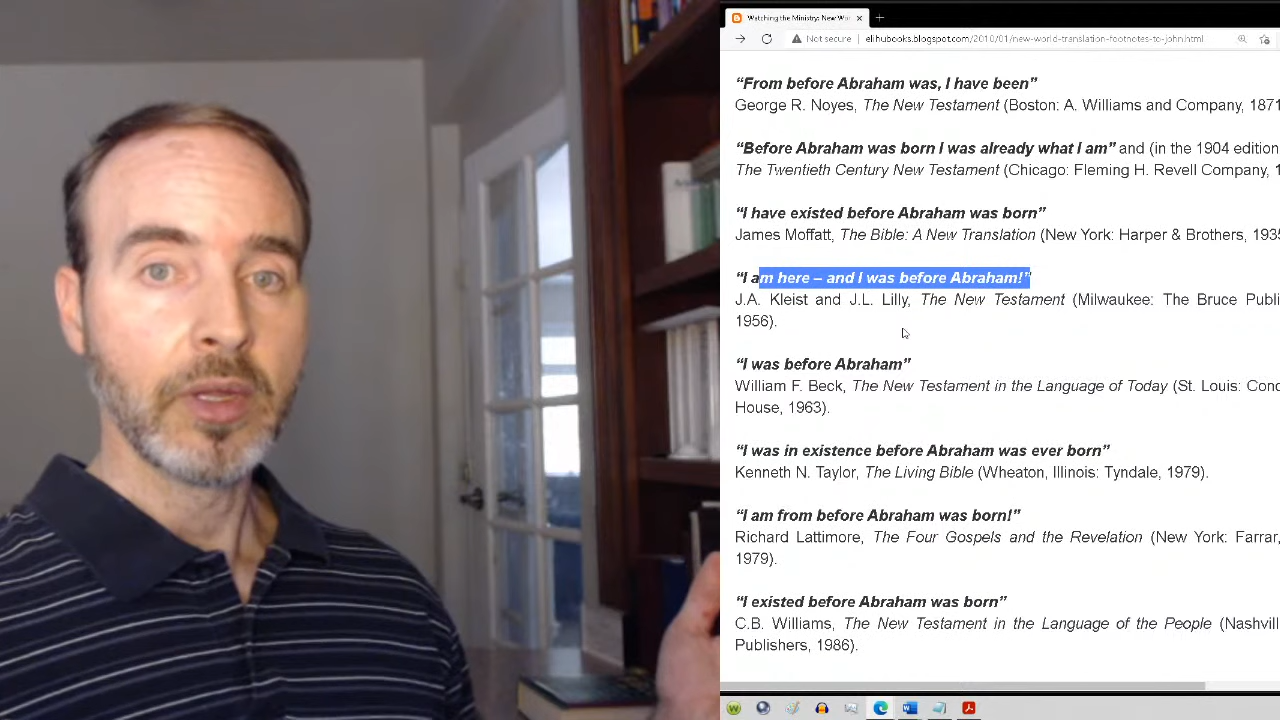 Watching the Ministry: New Wo
Not secure | elihubooks.blogspot.com/2010/01/new-world-translation-footnotes-to-john.html
“From before Abraham was, I have been”
George R. Noyes, The New Testament (Boston: A. Williams and Company, 1871
“Before Abraham was born I was already what I am” and (in the 1904 edition
The Twentieth Century New Testament (Chicago: Fleming H. Revell Company, 1
“I have existed before Abraham was born”
James Moffatt, The Bible: A New Translation (New York: Harper & Brothers, 1935
“I am here – and I was before Abraham!”
J.A. Kleist and J.L. Lilly, The New Testament (Milwaukee: The Bruce Publ
1956).
“I was before Abraham”
William F. Beck, The New Testament in the Language of Today (St. Louis: Conc
House, 1963).
“I was in existence before Abraham was ever born”
Kenneth N. Taylor, The Living Bible (Wheaton, Illinois: Tyndale, 1979).
“I am from before Abraham was born!”
Richard Lattimore, The Four Gospels and the Revelation (New York: Farrar,
1979).
“I existed before Abraham was born”
C.B. Williams, The New Testament in the Language of the People (Nashvill
Publishers, 1986).